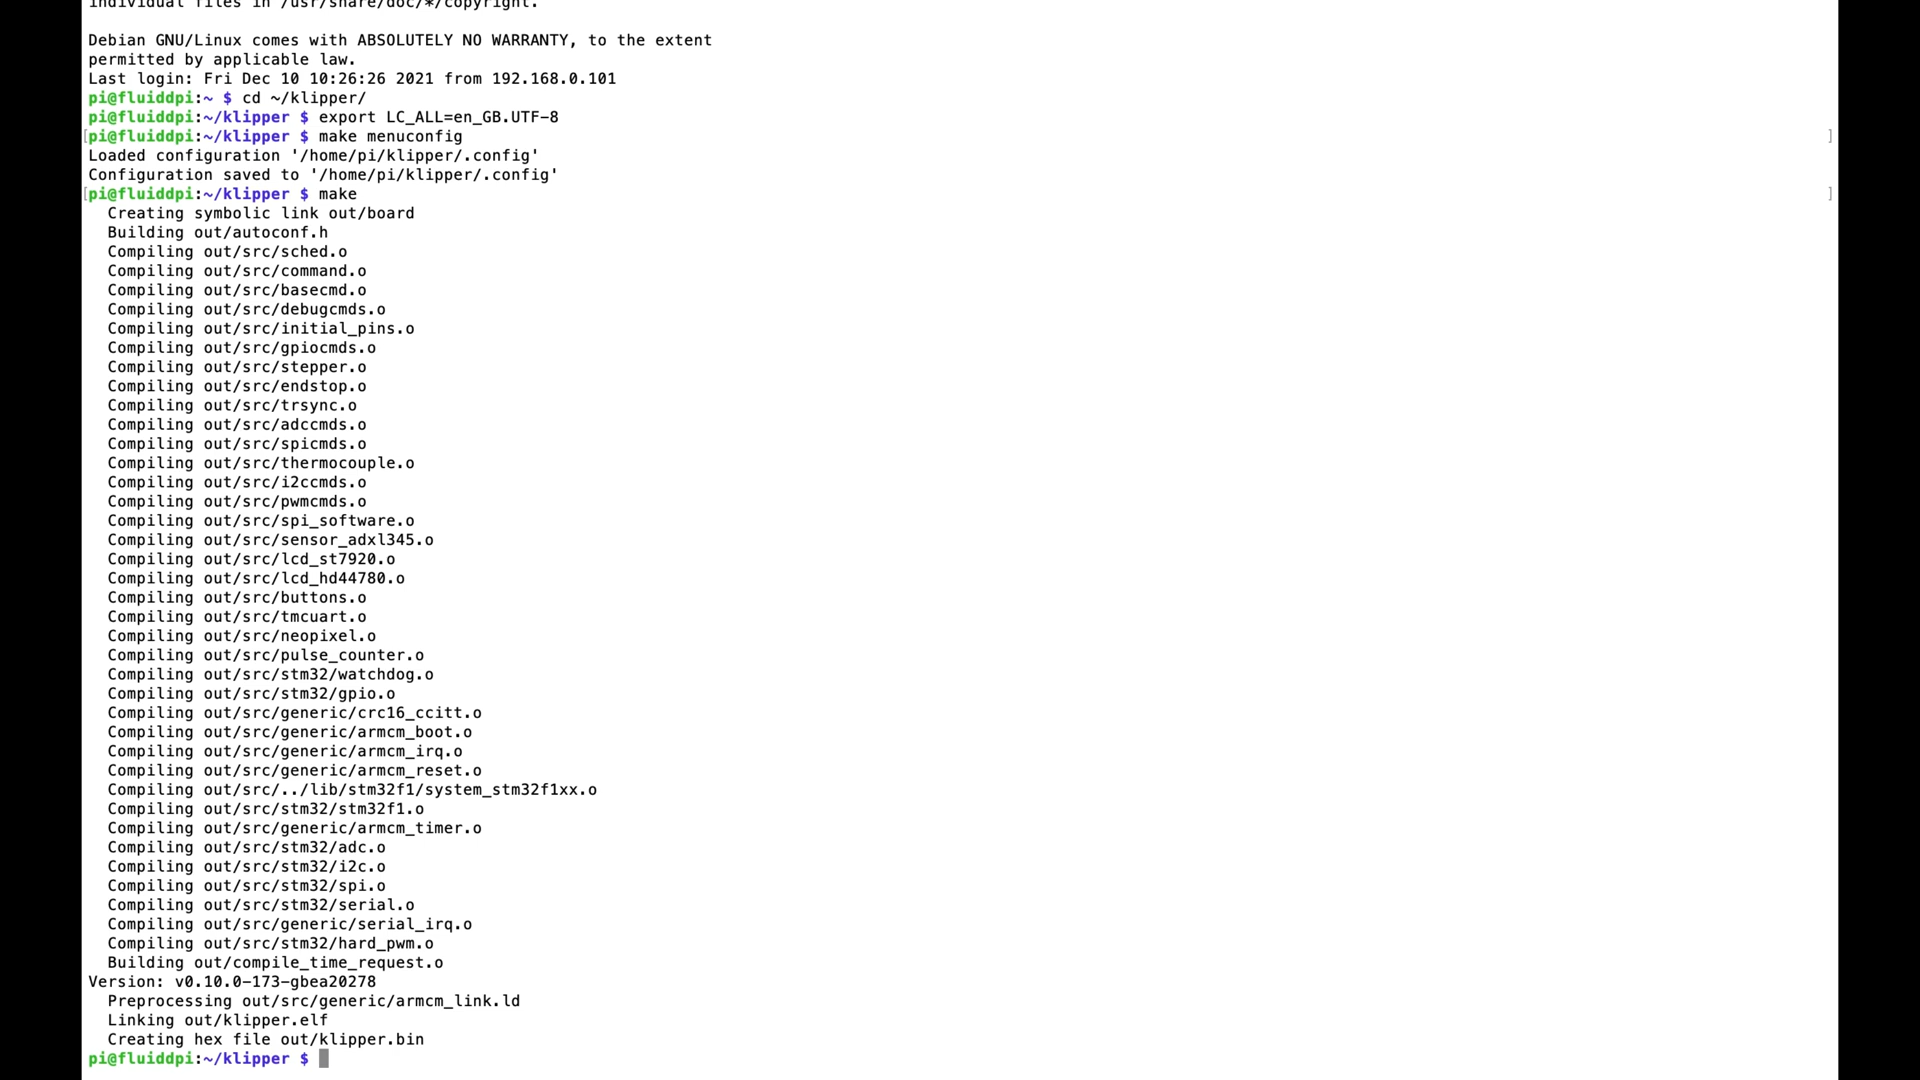 individual files in /usr/share/doc/*/copyright.
Debian GNU/Linux comes with ABSOLUTELY NO WARRANTY, to the extent
permitted by applicable law.
Last login: Fri Dec 10 10:26:26 2021 from 192.168.0.101
pi@fluiddpi:~ $ cd ~/klipper/
pi@fluiddpi:~/klipper $ export LC_ALL=en_GB.UTF-8
[pi@fluiddpi:~/klipper $ make menuconfig ]
Loaded configuration '/home/pi/klipper/.config'
Configuration saved to '/home/pi/klipper/.config'
[pi@fluiddpi:~/klipper $ make ]
  Creating symbolic link out/board
  Building out/autoconf.h
  Compiling out/src/sched.o
  Compiling out/src/command.o
  Compiling out/src/basecmd.o
  Compiling out/src/debugcmds.o
  Compiling out/src/initial_pins.o
  Compiling out/src/gpiocmds.o
  Compiling out/src/stepper.o
  Compiling out/src/endstop.o
  Compiling out/src/trsync.o
  Compiling out/src/adccmds.o
  Compiling out/src/spicmds.o
  Compiling out/src/thermocouple.o
  Compiling out/src/i2ccmds.o
  Compiling out/src/pwmcmds.o
  Compiling out/src/spi_software.o
  Compiling out/src/sensor_adxl345.o
  Compiling out/src/lcd_st7920.o
  Compiling out/src/lcd_hd44780.o
  Compiling out/src/buttons.o
  Compiling out/src/tmcuart.o
  Compiling out/src/neopixel.o
  Compiling out/src/pulse_counter.o
  Compiling out/src/stm32/watchdog.o
  Compiling out/src/stm32/gpio.o
  Compiling out/src/generic/crc16_ccitt.o
  Compiling out/src/generic/armcm_boot.o
  Compiling out/src/generic/armcm_irq.o
  Compiling out/src/generic/armcm_reset.o
  Compiling out/src/../lib/stm32f1/system_stm32f1xx.o
  Compiling out/src/stm32/stm32f1.o
  Compiling out/src/generic/armcm_timer.o
  Compiling out/src/stm32/adc.o
  Compiling out/src/stm32/i2c.o
  Compiling out/src/stm32/spi.o
  Compiling out/src/stm32/serial.o
  Compiling out/src/generic/serial_irq.o
  Compiling out/src/stm32/hard_pwm.o
  Building out/compile_time_request.o
Version: v0.10.0-173-gbea20278
  Preprocessing out/src/generic/armcm_link.ld
  Linking out/klipper.elf
  Creating hex file out/klipper.bin
pi@fluiddpi:~/klipper $